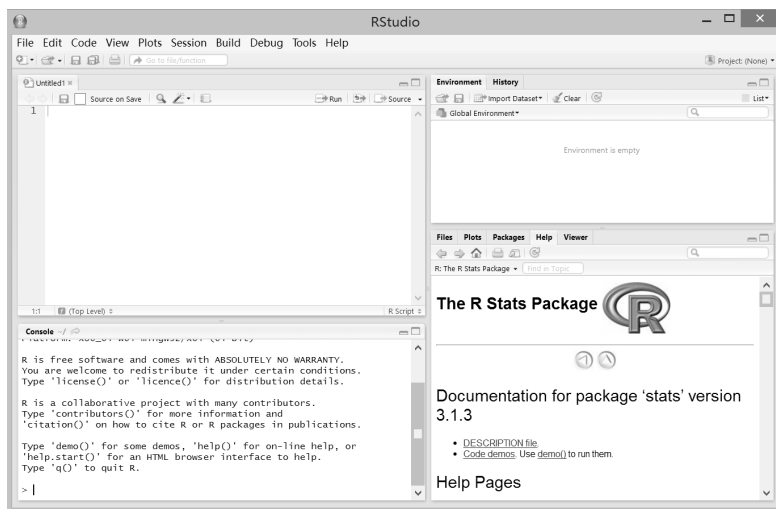 RStudio
File Edit Code View Plots Session Build Debug Tools Help
Go to file/function
Project: (None)
Untitled1
Source on Save
Run
Source
1
1:1
(Top Level)
R Script
Console ~/
R is free software and comes with ABSOLUTELY NO WARRANTY.
You are welcome to redistribute it under certain conditions.
Type 'license()' or 'licence()' for distribution details.
R is a collaborative project with many contributors.
Type 'contributors()' for more information and
'citation()' on how to cite R or R packages in publications.
Type 'demo()' for some demos, 'help()' for on-line help, or
'help.start()' for an HTML browser interface to help.
Type 'q()' to quit R.
>
Environment History
Import Dataset Clear
List
Global Environment
Environment is empty
Files Plots Packages Help Viewer
R: The R Stats Package
Find in Topic
The R Stats Package
R
Documentation for package ‘stats’ version
3.1.3
DESCRIPTION file.
Code demos. Use demo() to run them.
Help Pages